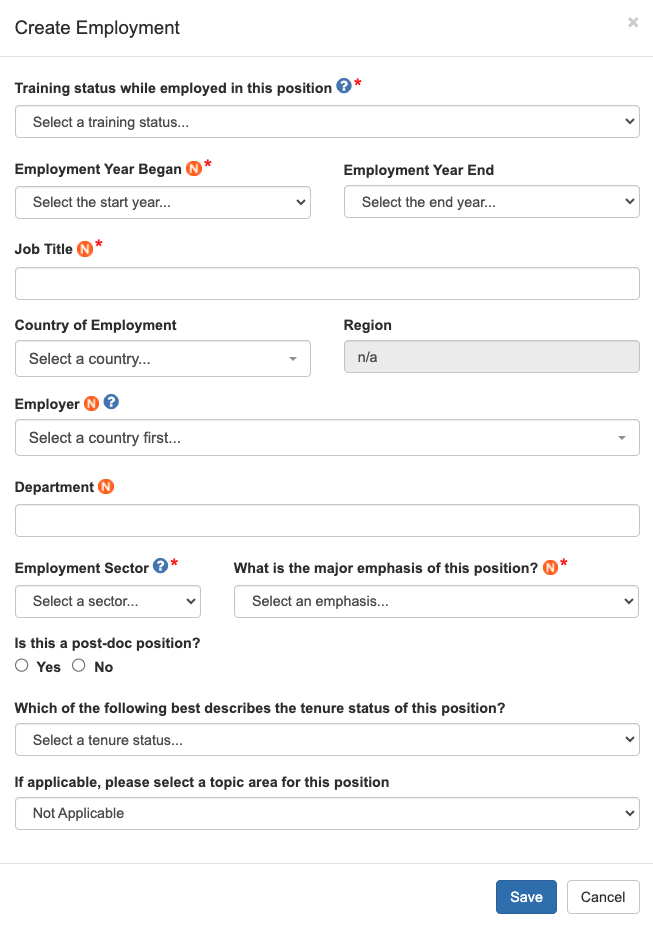 Create Employment ×
Training status while employed in this position ? *
Select a training status...
Employment Year Began N * Employment Year End
Select the start year... Select the end year...
Job Title N *
Country of Employment Region
Select a country... n/a
Employer N ?
Select a country first...
Department N
Employment Sector ? * What is the major emphasis of this position? N *
Select a sector... Select an emphasis...
Is this a post-doc position?
Yes No
Which of the following best describes the tenure status of this position?
Select a tenure status...
If applicable, please select a topic area for this position
Not Applicable
Save Cancel